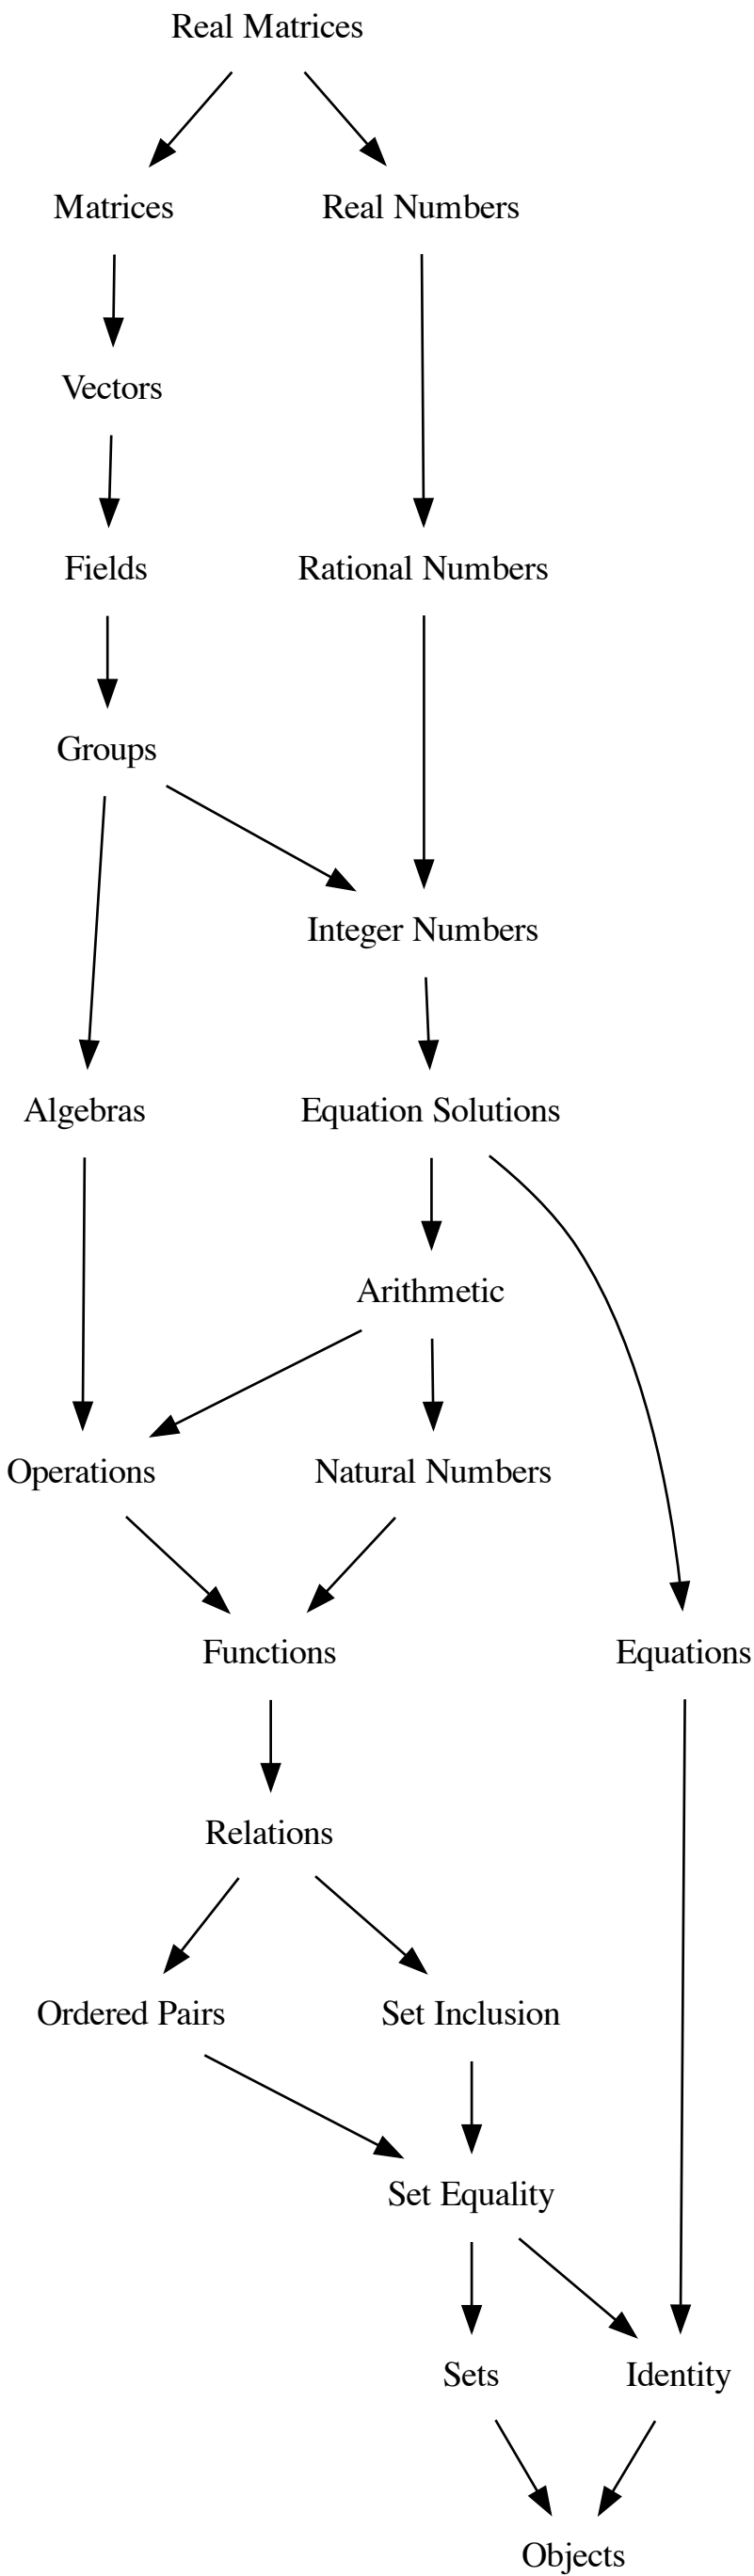 Real Matrices
Matrices
Real Numbers
Vectors
Fields
Rational Numbers
Groups
Integer Numbers
Algebras
Equation Solutions
Arithmetic
Operations
Natural Numbers
Functions
Equations
Relations
Ordered Pairs
Set Inclusion
Set Equality
Sets
Identity
Objects